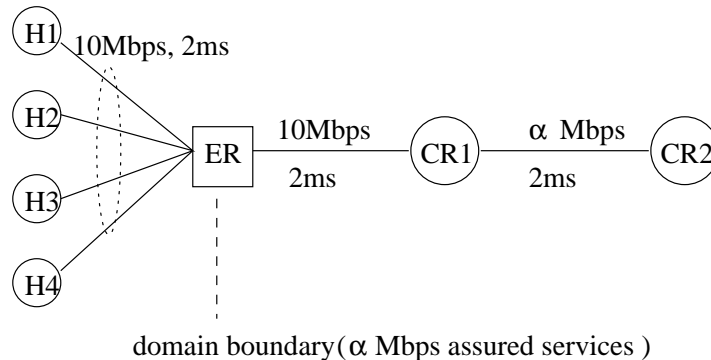 H1
10Mbps, 2ms
H2
ER
10Mbps
2ms
CR1
α Mbps
2ms
CR2
H3
H4
domain boundary(α Mbps assured services )